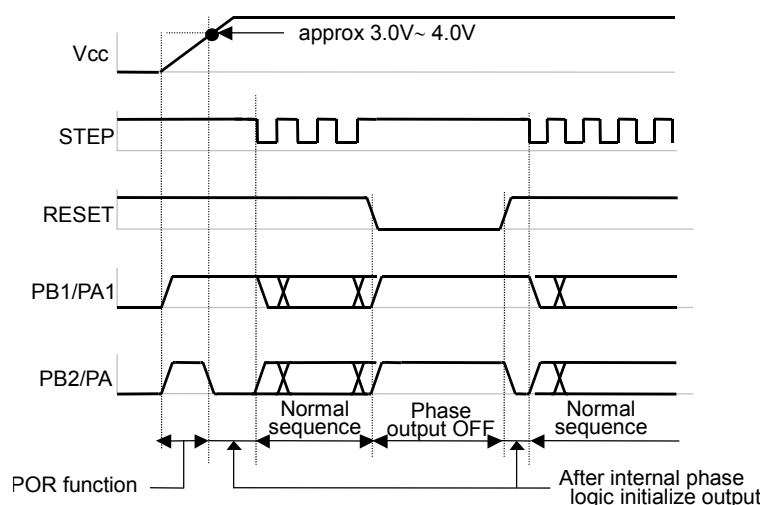 approx 3.0V~ 4.0V
Vcc
STEP
RESET
PB1/PA1
PB2/PA
Normal
sequence
Phase
output OFF
Normal
sequence
POR function
After internal phase
logic initialize output